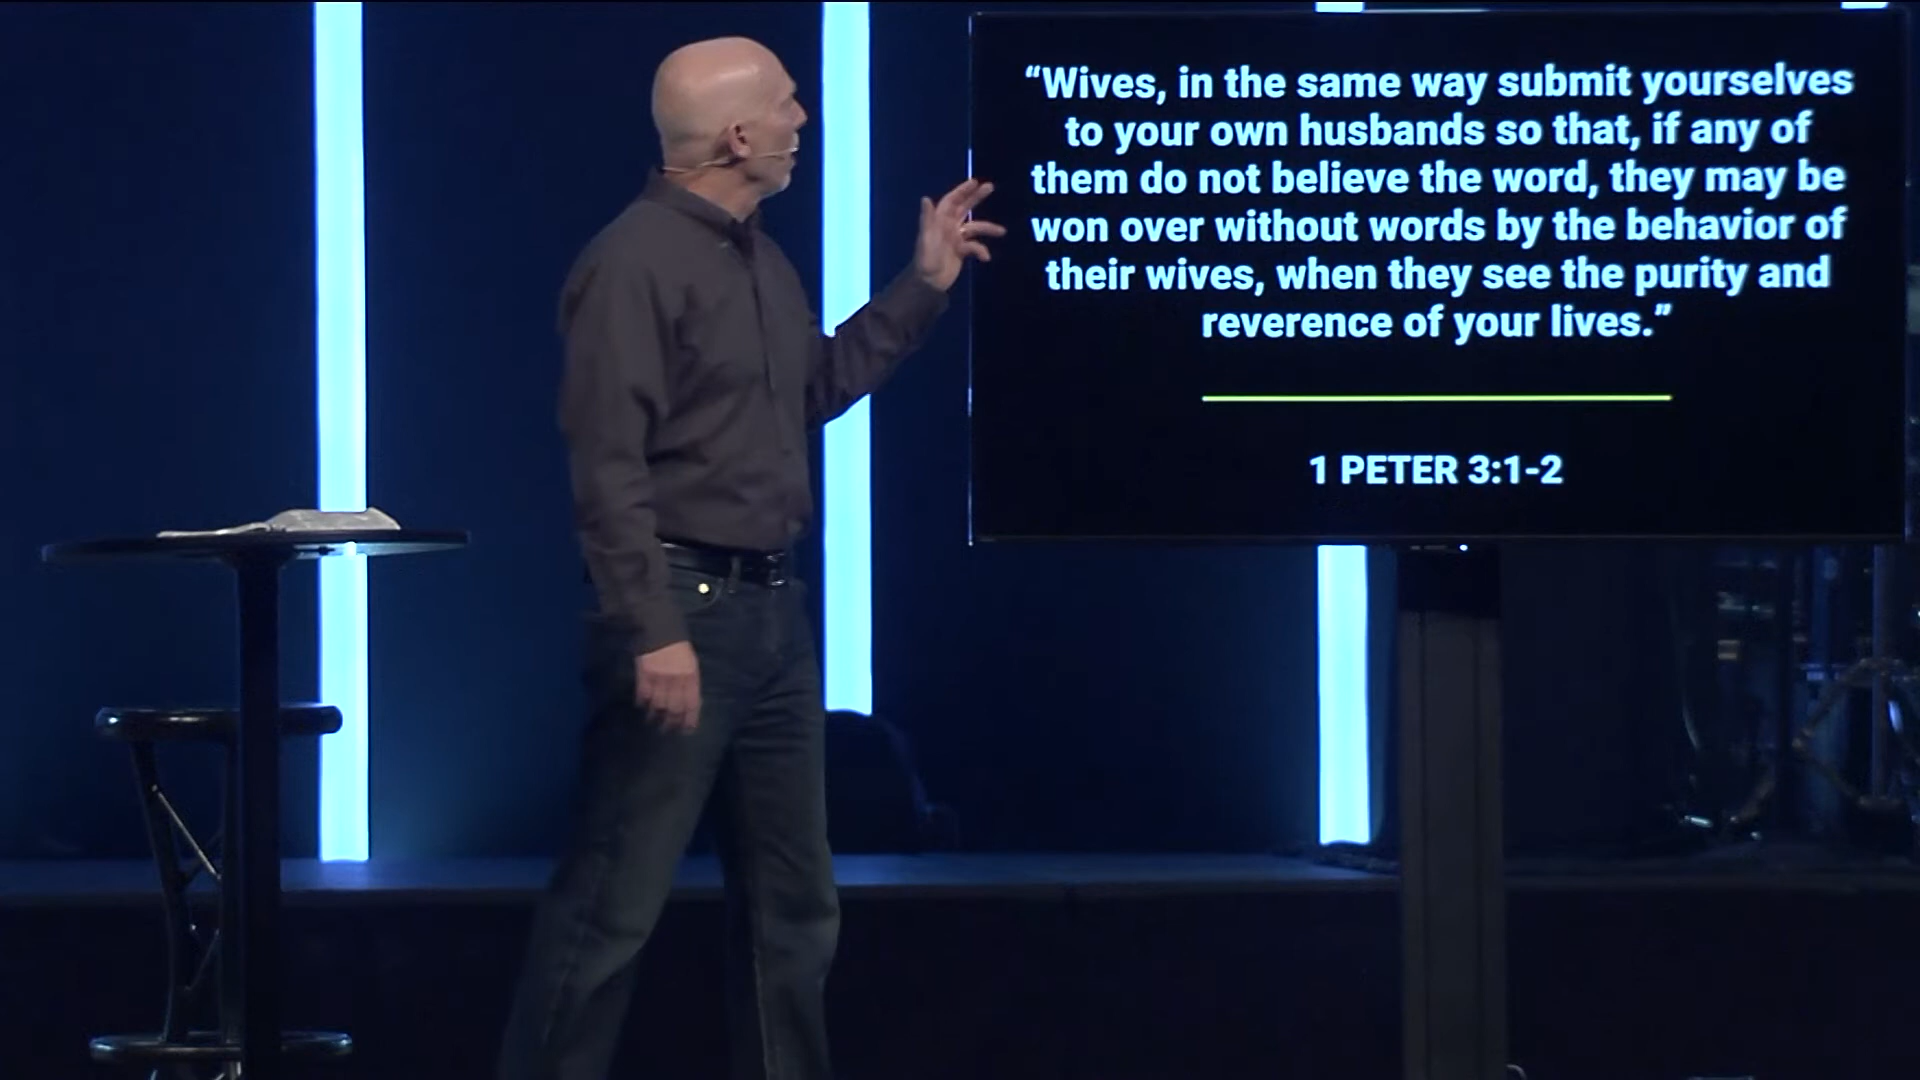 “Wives, in the same way submit yourselves
to your own husbands so that, if any of
them do not believe the word, they may be
won over without words by the behavior of
their wives, when they see the purity and
reverence of your lives.”
1 PETER 3:1-2